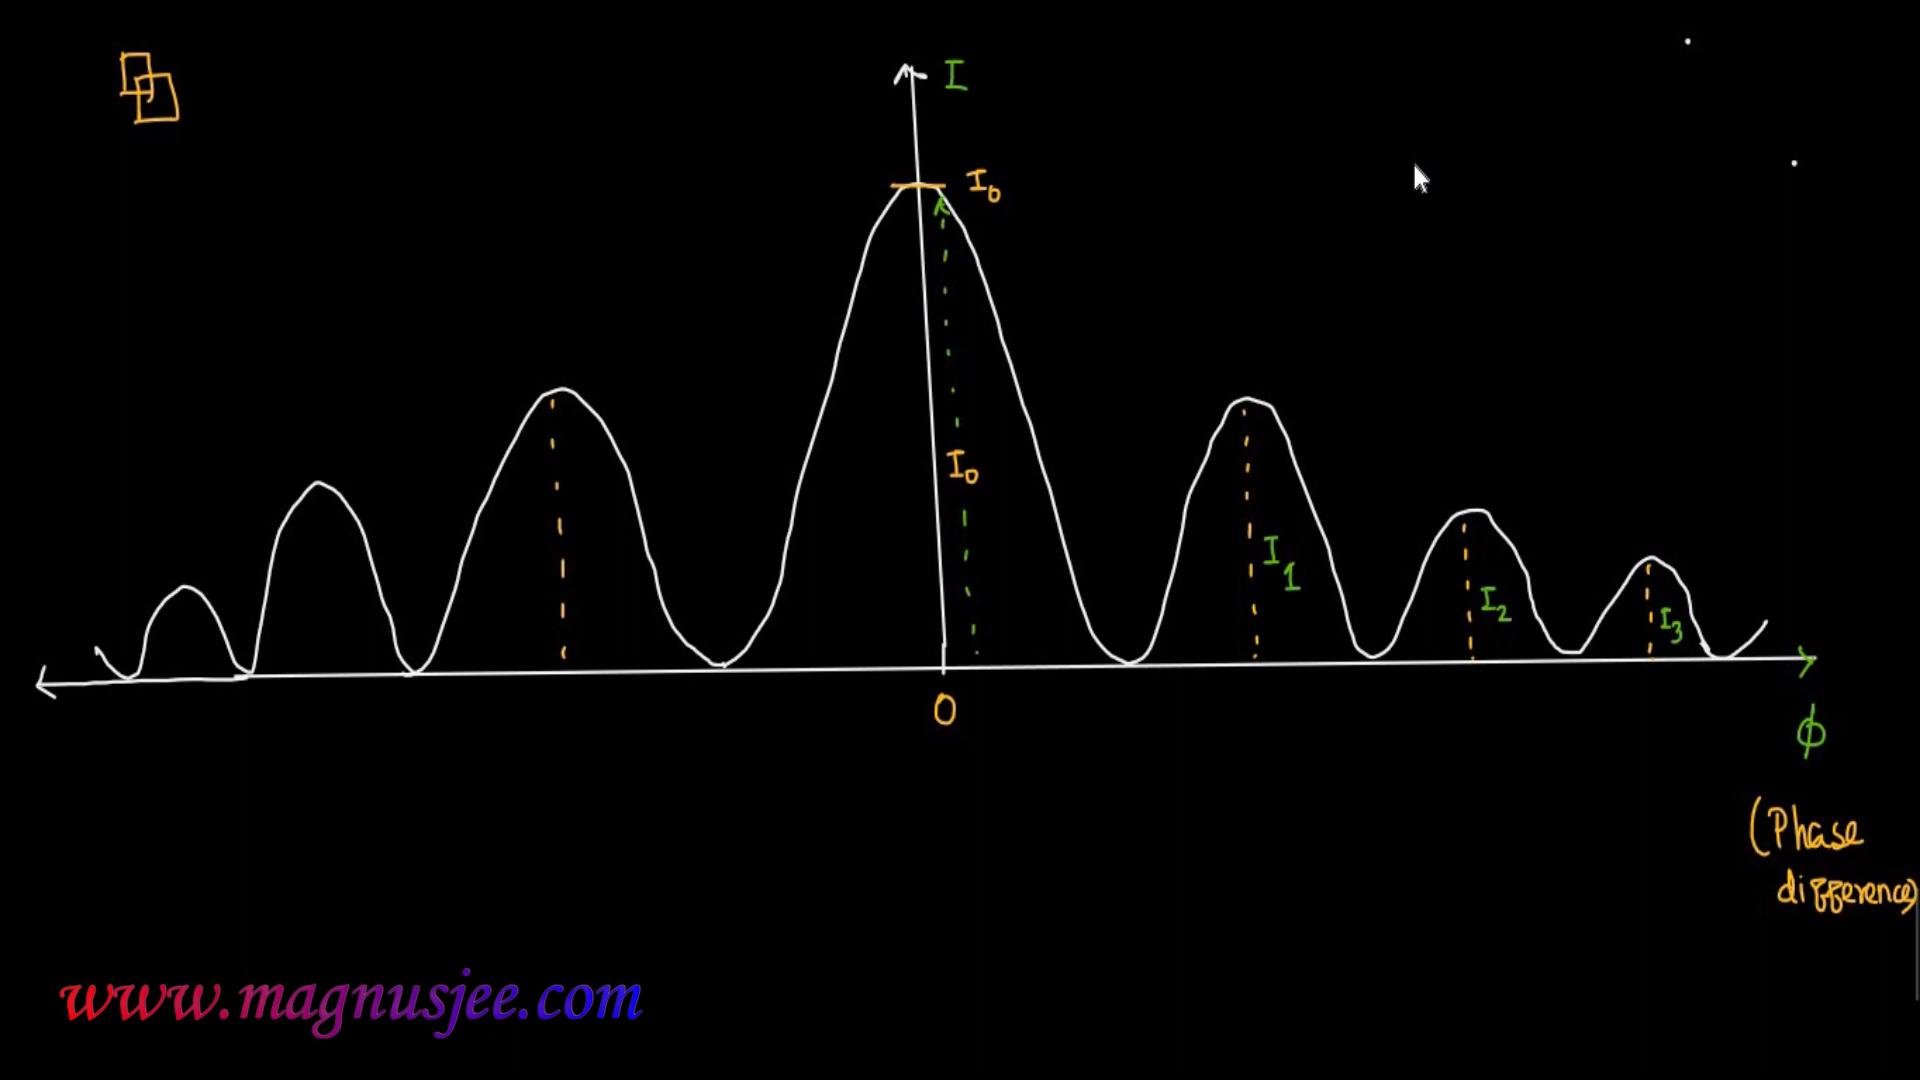 I
I₀
I₀
I₁
I₂
I₃
0
ϕ
(Phase
difference)
www.magnusjee.com